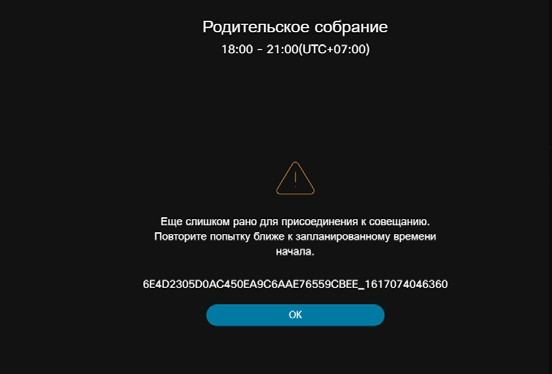 Родительское собрание
18:00 - 21:00(UTC+07:00)
Еще слишком рано для присоединения к совещанию.
Повторите попытку ближе к запланированному времени
начала.
6E4D2305D0AC450EA9C6AAE76559CBEE_1617074046360
OK